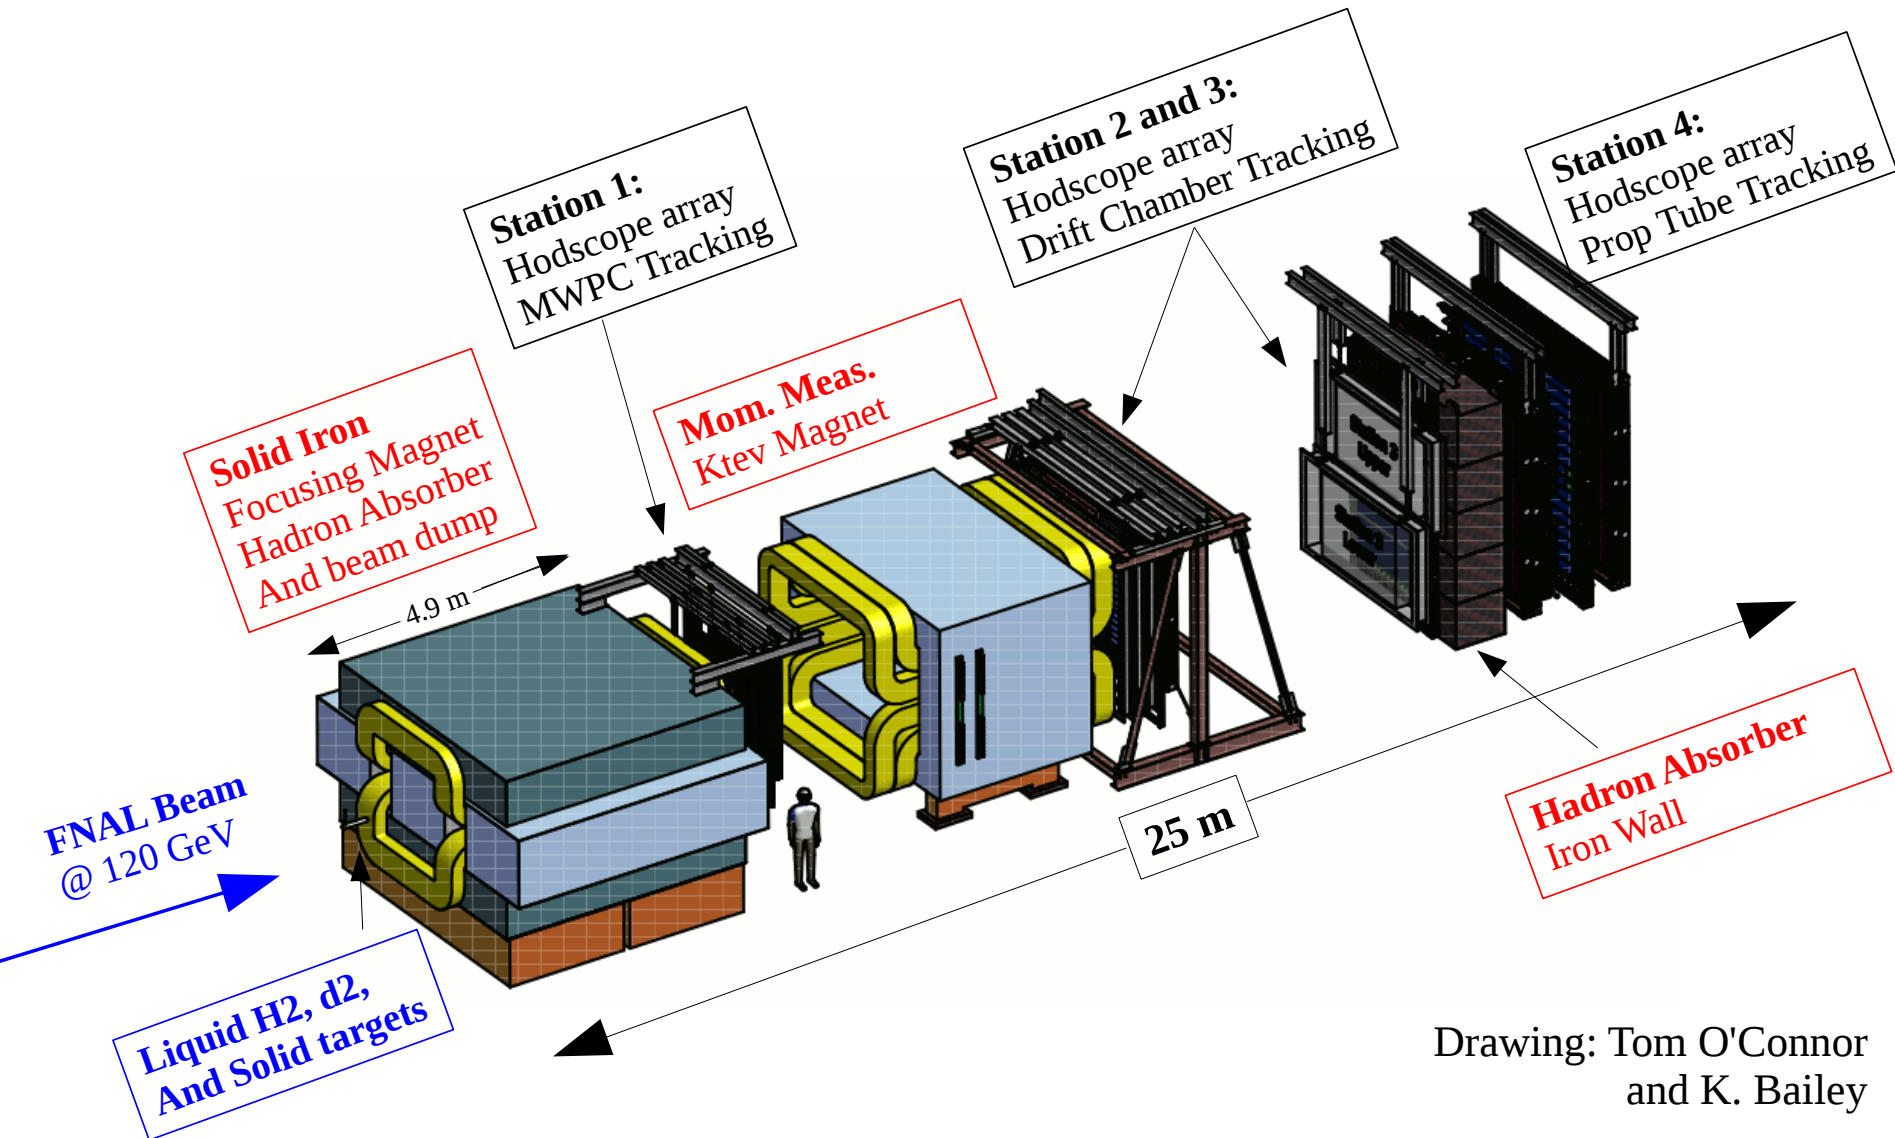 Station 1:
Hodscope array
MWPC Tracking
Station 2 and 3:
Hodscope array
Drift Chamber Tracking
Station 4:
Hodscope array
Prop Tube Tracking
Solid Iron
Focusing Magnet
Hadron Absorber
And beam dump
Mom. Meas.
Ktev Magnet
4.9 m
Station 3
Upper
FNAL Beam
@ 120 GeV
25 m
Hadron Absorber
Iron Wall
Liquid H2, d2,
And Solid targets
Drawing: Tom O'Connor
and K. Bailey